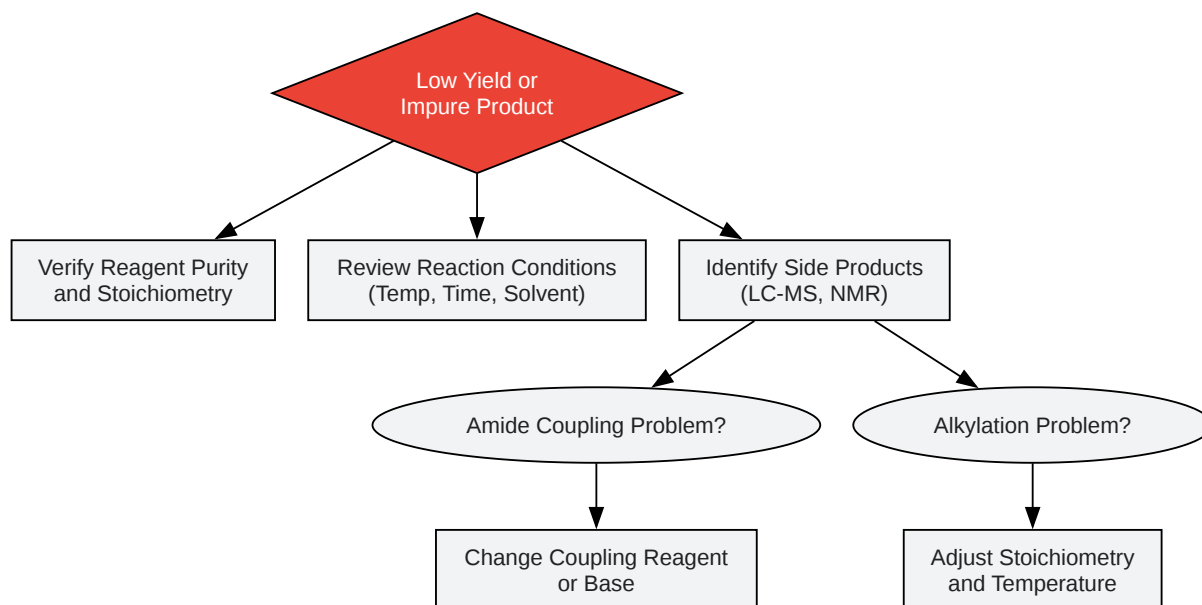 Low Yield or
Impure Product
Verify Reagent Purity
and Stoichiometry
Review Reaction Conditions
(Temp, Time, Solvent)
Identify Side Products
(LC-MS, NMR)
Amide Coupling Problem?
Alkylation Problem?
Change Coupling Reagent
or Base
Adjust Stoichiometry
and Temperature